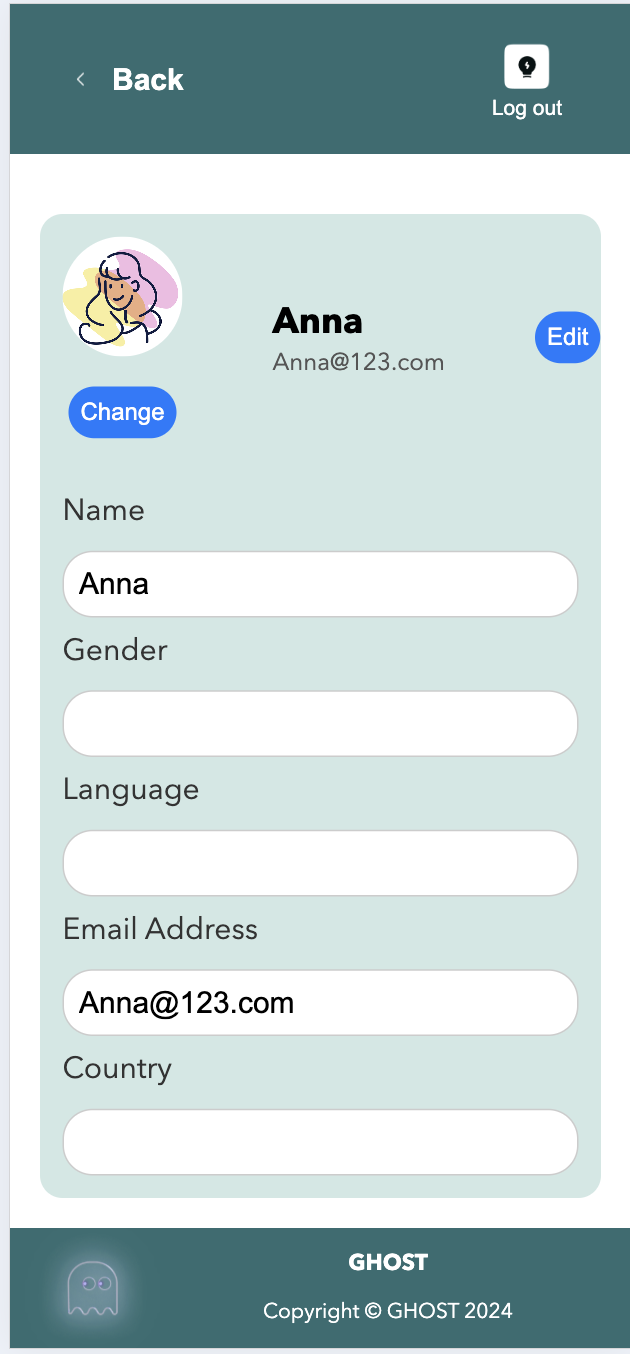 Back
Log out
Anna
Anna@123.com
Edit
Change
Name
Anna
Gender
Language
Email Address
Anna@123.com
Country
GHOST
Copyright © GHOST 2024